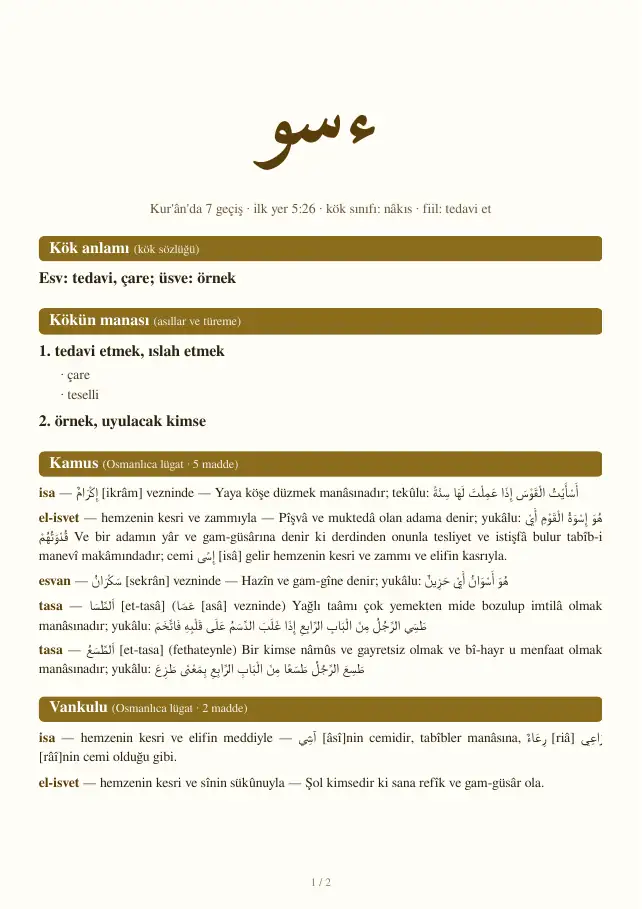 ءسو
Kur'ân'da 7 geçiş · ilk yer 5:26 · kök sınıfı: nâkıs · fiil: tedavi et
Kök anlamı (kök sözlüğü)
Esv: tedavi, çare; üsve: örnek
Kökün manası (asıllar ve türeme)
1. tedavi etmek, ıslah etmek
· çare
· teselli
2. örnek, uyulacak kimse
Kamus (Osmanlıca lügat · 5 madde)
isa — إِكْرَامٌ [ikrâm] vezninde — Yaya köşe düzmek manâsınadır; tekûlu: أَسْأَيْتُ الْقَوْسَ إِذَا عَمِلْتَ لَهَا سِئَةً
el-isvet — hemzenin kesri ve zammıyla — Pîşvâ ve muktedâ olan adama denir; yukâlu: هُوَ إِسْوَةُ الْقَوْمِ أَيْ
قُدْوَتُهُمْ Ve bir adamın yâr ve gam-güsârına denir ki derdinden onunla tesliyet ve istişfâ bulur tabîb-i
manevî makâmındadır; cemi إِسًى [isâ] gelir hemzenin kesri ve zammı ve elifin kasrıyla.
esvan — سَكْرَانُ [sekrân] vezninde — Hazîn ve gam-gîne denir; yukâlu: هُوَ أَسْوَانُ أَيْ حَزِينٌ
tasa — اَلطَّسَا [et-tasâ] (عَصَا [asâ] vezninde) Yağlı taâmı çok yemekten mide bozulup imtilâ olmak
manâsınadır; yukâlu: طَسِيَ الرَّجُلُ مِنَ الْبَابِ الرَّابِعِ إِذَا غَلَبَ الدَّسَمُ عَلَى قَلْبِهِ فَاتَّخَمَ
tasa — اَلطَّسَعُ [et-tasa] (fethateynle) Bir kimse nâmûs ve gayretsiz olmak ve bî-hayr u menfaat olmak
manâsınadır; yukâlu: طَسِعَ الرَّجُلُ طَسَعًا مِنَ الْبَابِ الرَّابِعِ بِمَعْنَى طَزِعَ
Vankulu (Osmanlıca lügat · 2 madde)
isa — hemzenin kesri ve elifin meddiyle — آسِي [âsî]nin cemidir, tabîbler manâsına, رِعَاءٌ [riâ] رَاعِي
[râî]nin cemi olduğu gibi.
el-isvet — hemzenin kesri ve sînin sükûnuyla — Şol kimsedir ki sana refîk ve gam-güsâr ola.
1 / 2